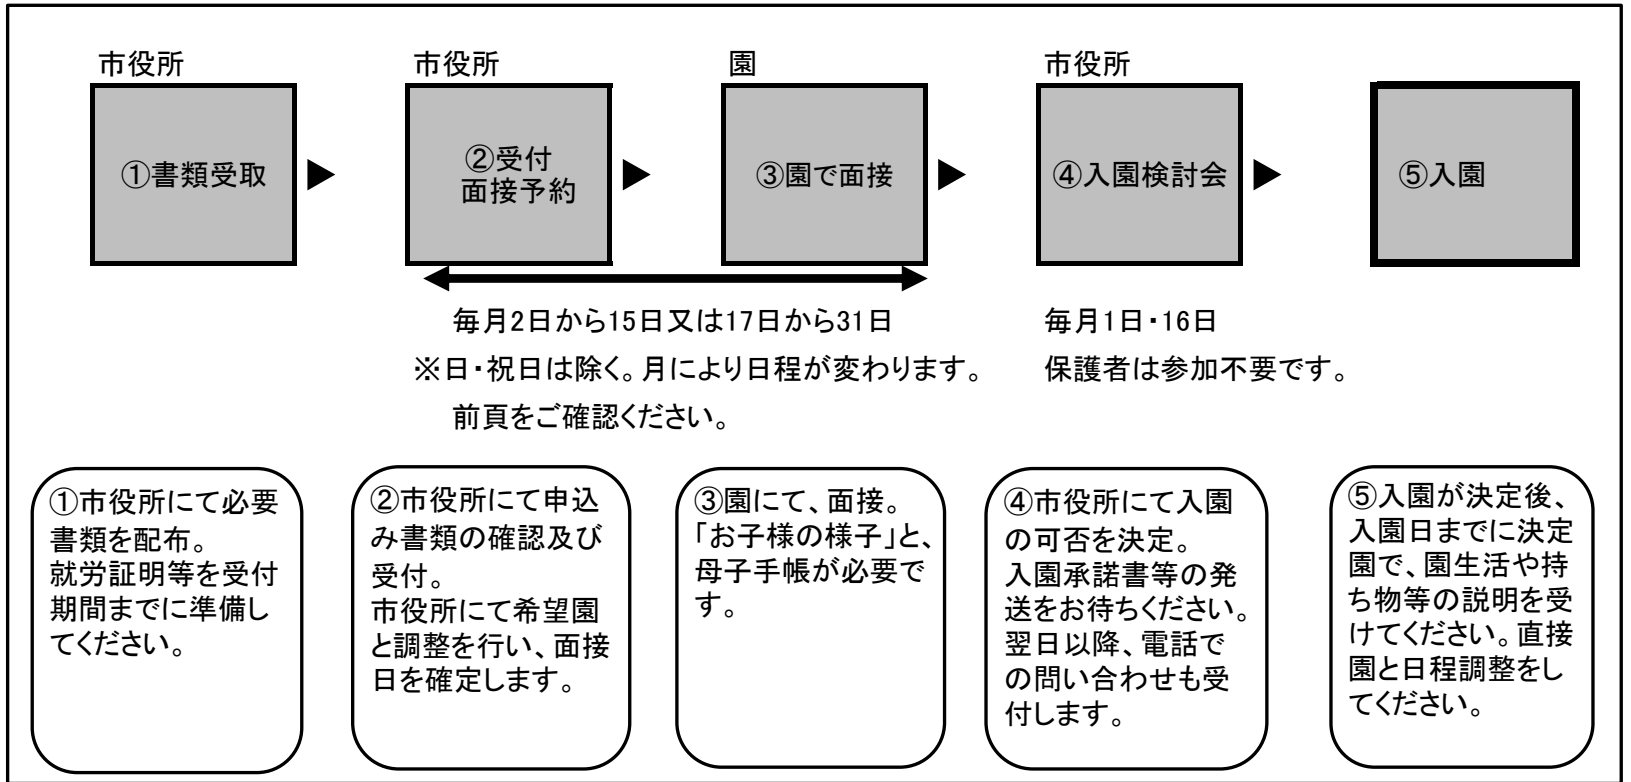 市役所
市役所
園
市役所
①書類受取
②受付
面接予約
③園で面接
④入園検討会
⑤入園
毎月2日から15日又は17日から31日
※日・祝日は除く。月により日程が変わります。
前頁をご確認ください。
毎月1日・16日
保護者は参加不要です。
①市役所にて必要
書類を配布。
就労証明等を受付
期間までに準備し
てください。
②市役所にて申込
み書類の確認及び
受付。
市役所にて希望園
と調整を行い、面接
日を確定します。
③園にて、面接。
「お子様の様子」と、
母子手帳が必要で
す。
④市役所にて入園
の可否を決定。
入園承諾書等の発
送をお待ちください。
翌日以降、電話で
の問い合わせも受
付します。
⑤入園が決定後、
入園日までに決定
園で、園生活や持
ち物等の説明を受
けてください。直接
園と日程調整をし
てください。